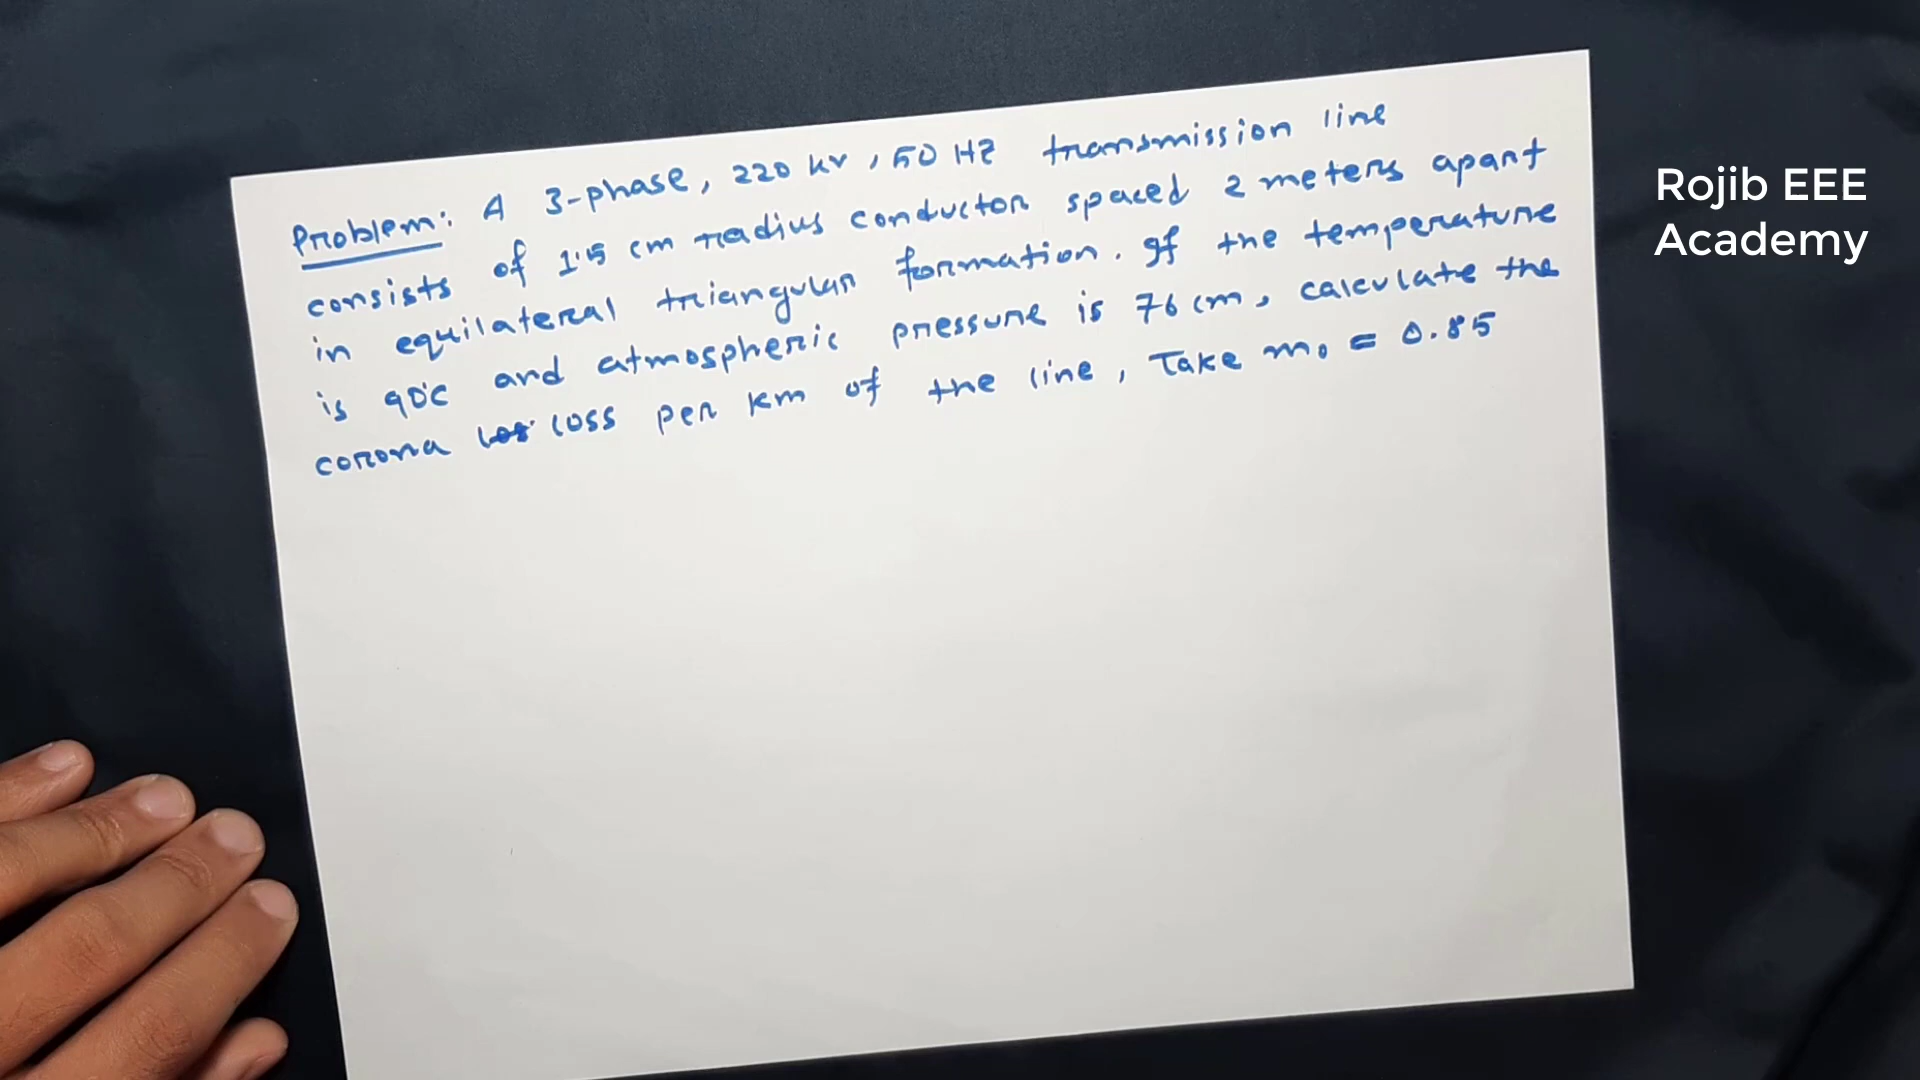 Problem: A 3-phase, 220 kv, 50 HZ transmission line
consists of 1.5 cm radius conductor spaced 2 meters apart
in equilateral triangular formation. If the temperature
is 40°C and atmospheric pressure is 76 cm, calculate the
corona loss per km of the line, Take m₀ = 0.85
Rojib EEE
Academy